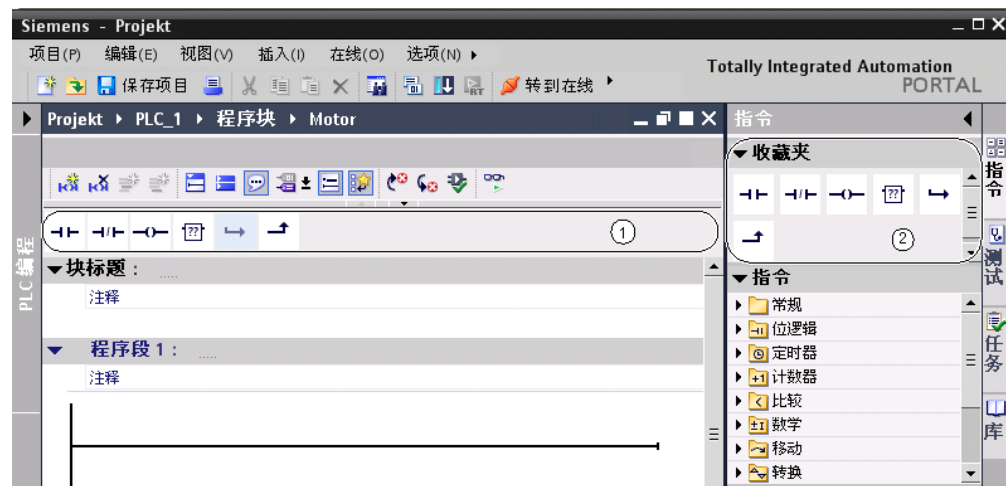 Siemens - Projekt
项目(P) 编辑(E) 视图(V) 插入(I) 在线(O) 选项(N)
Totally Integrated Automation
PORTAL
保存项目 转到在线
Projekt PLC_1 程序块 Motor
指令
收藏夹
??
①
??
②
PLC 编程
块标题: .....
注释
程序段 1: .....
注释
指令
常规
位逻辑
定时器
计数器
比较
数学
移动
转换
指令
测试
任务
库